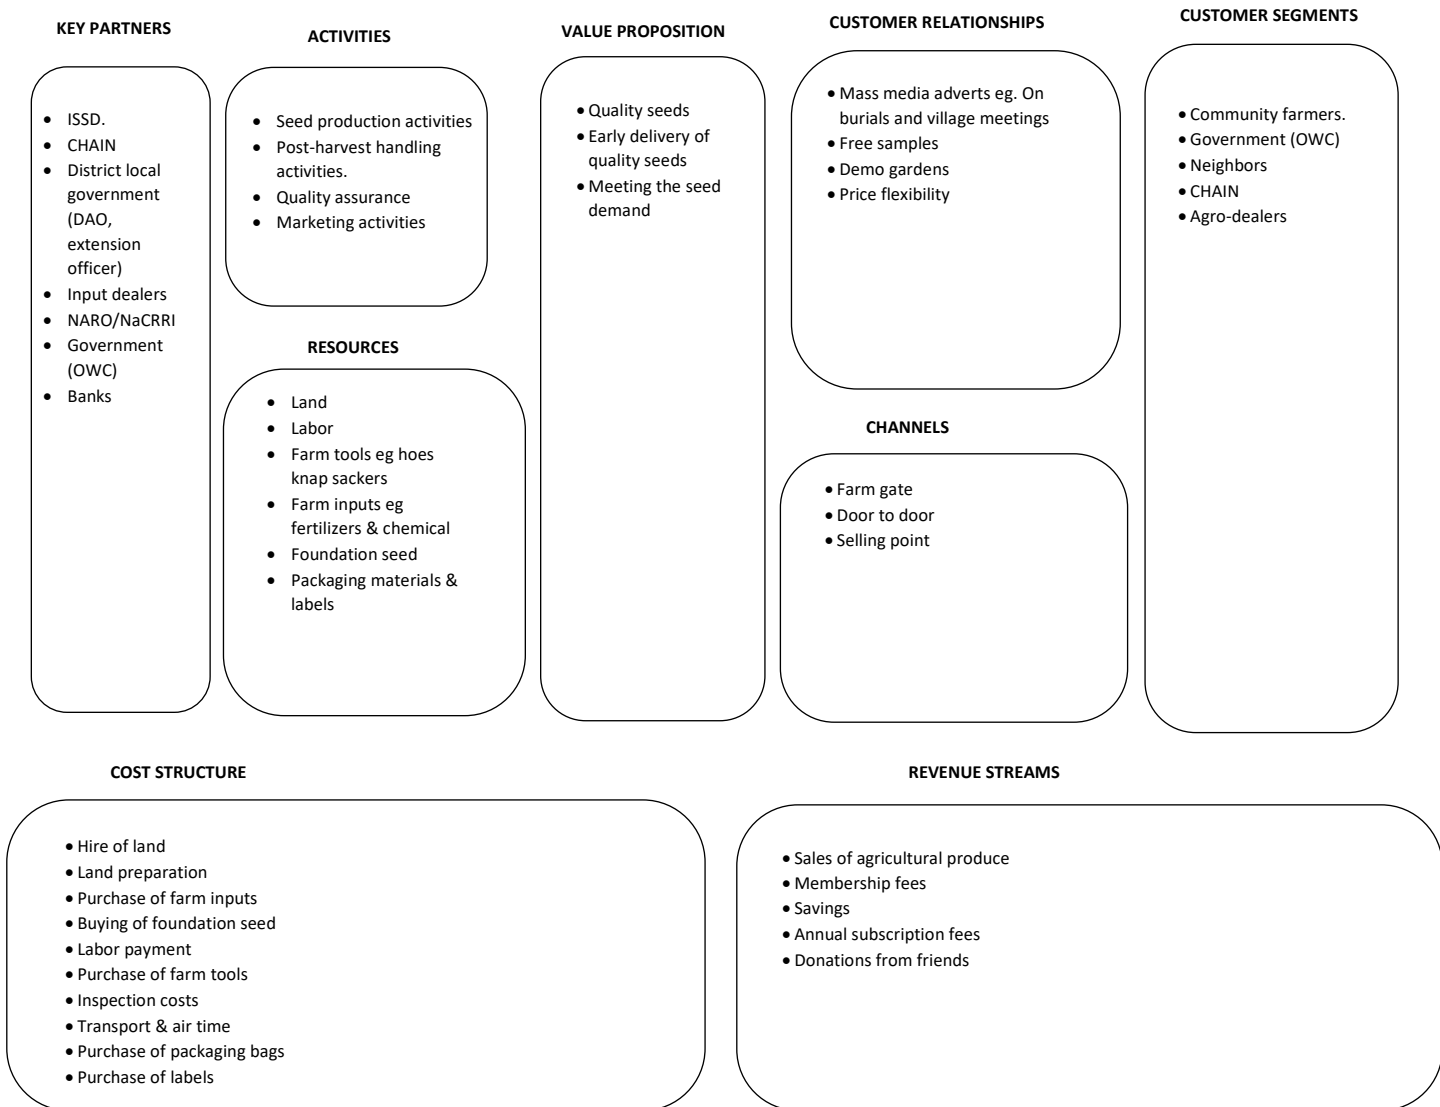 KEY PARTNERS
• ISSD.
• CHAIN
• District local
government
(DAO,
extension
officer)
• Input dealers
• NARO/NaCRRI
• Government
(OWC)
• Banks
ACTIVITIES
• Seed production activities
• Post-harvest handling
activities.
• Quality assurance
• Marketing activities
RESOURCES
• Land
• Labor
• Farm tools eg hoes
knap sackers
• Farm inputs eg
fertilizers & chemical
• Foundation seed
• Packaging materials &
labels
VALUE PROPOSITION
• Quality seeds
• Early delivery of
quality seeds
• Meeting the seed
demand
CUSTOMER RELATIONSHIPS
• Mass media adverts eg. On
burials and village meetings
• Free samples
• Demo gardens
• Price flexibility
CHANNELS
• Farm gate
• Door to door
• Selling point
CUSTOMER SEGMENTS
• Community farmers.
• Government (OWC)
• Neighbors
• CHAIN
• Agro-dealers
COST STRUCTURE
• Hire of land
• Land preparation
• Purchase of farm inputs
• Buying of foundation seed
• Labor payment
• Purchase of farm tools
• Inspection costs
• Transport & air time
• Purchase of packaging bags
• Purchase of labels
REVENUE STREAMS
• Sales of agricultural produce
• Membership fees
• Savings
• Annual subscription fees
• Donations from friends